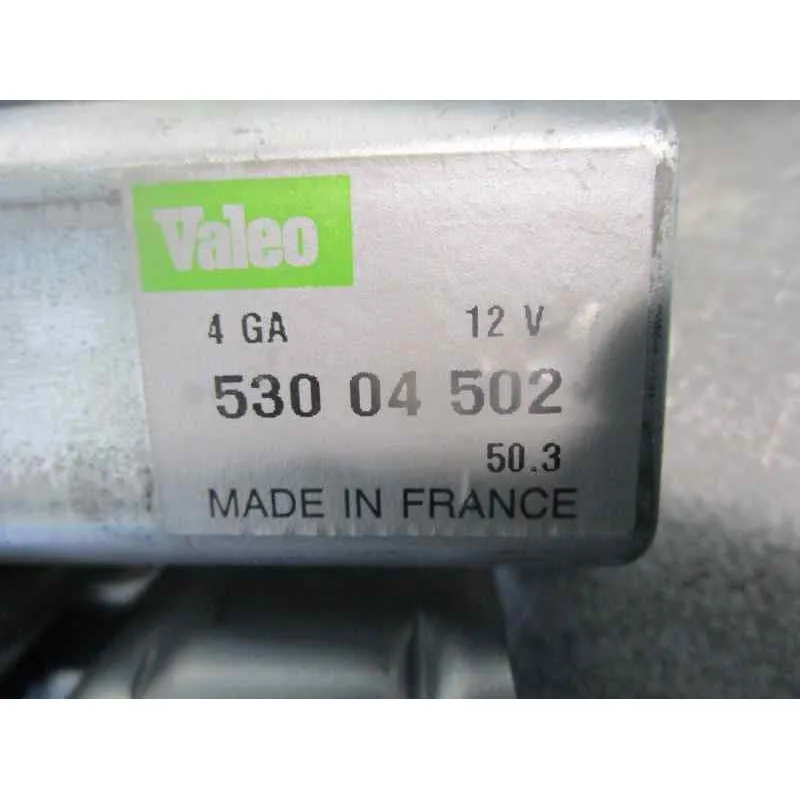 Valeo
4 GA 12 V
530 04 502
50.3
MADE IN FRANCE